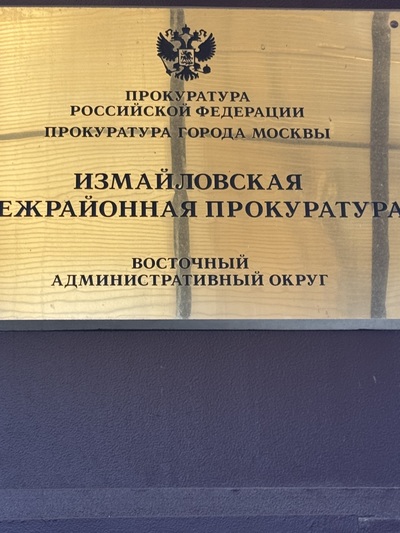 ПРОКУРАТУРА
РОССИЙСКОЙ ФЕДЕРАЦИИ
ПРОКУРАТУРА ГОРОДА МОСКВЫ
ИЗМАЙЛОВСКАЯ
ЕЖРАЙОННАЯ ПРОКУРАТУРА
ВОСТОЧНЫЙ
АДМИНИСТРАТИВНЫЙ ОКРУГ